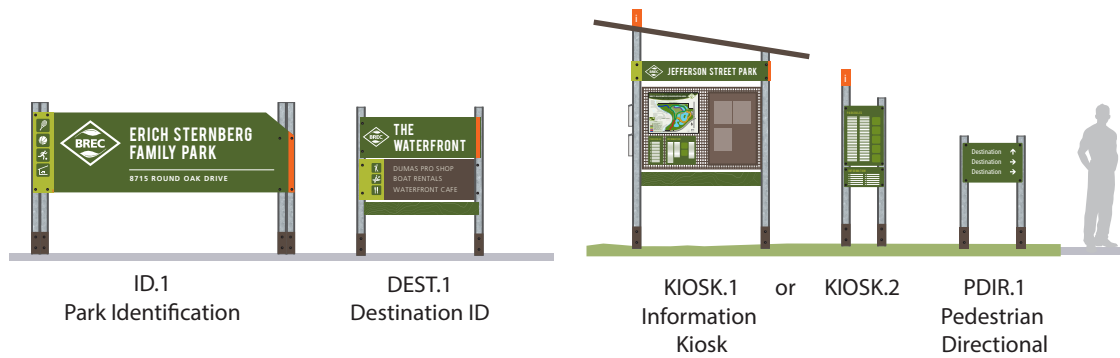 BREC
ERICH STERNBERG
FAMILY PARK
8715 ROUND OAK DRIVE
BREC
THE
WATERFRONT
DUMAS PRO SHOP
BOAT RENTALS
WATERFRONT CAFE
i
BREC
JEFFERSON STREET PARK
i
Destination ↑
Destination →
Destination →
ID.1
Park Identification
DEST.1
Destination ID
KIOSK.1 or KIOSK.2
Information
Kiosk
PDIR.1
Pedestrian
Directional